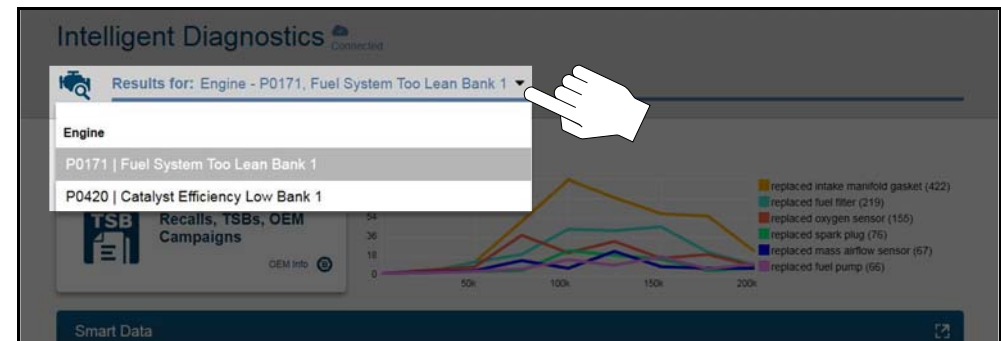 Intelligent Diagnostics Connected
Results for: Engine - P0171, Fuel System Too Lean Bank 1
Engine
P0171 | Fuel System Too Lean Bank 1
P0420 | Catalyst Efficiency Low Bank 1
TSB
Recalls, TSBs, OEM
Campaigns
OEM Info B
54
36
18
0
50k 100k 150k 200k
replaced intake manifold gasket (422)
replaced fuel filter (219)
replaced oxygen sensor (155)
replaced spark plug (76)
replaced mass airflow sensor (67)
replaced fuel pump (66)
Smart Data